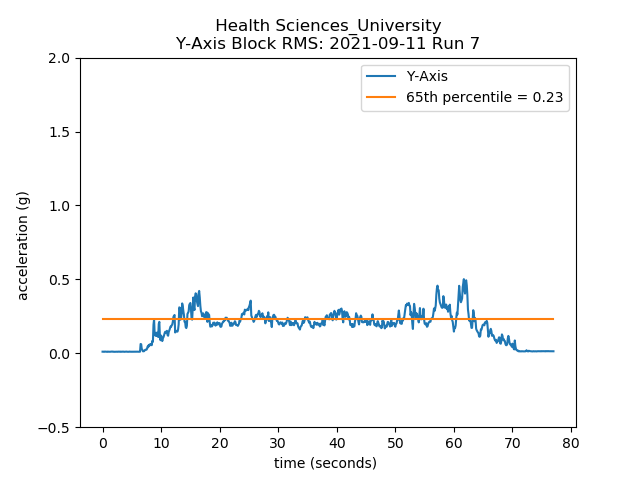 Health Sciences_University
Y-Axis Block RMS: 2021-09-11 Run 7
2.0
1.5
1.0
0.5
0.0
−0.5
acceleration (g)
Y-Axis
65th percentile = 0.23
0 10 20 30 40 50 60 70 80
time (seconds)